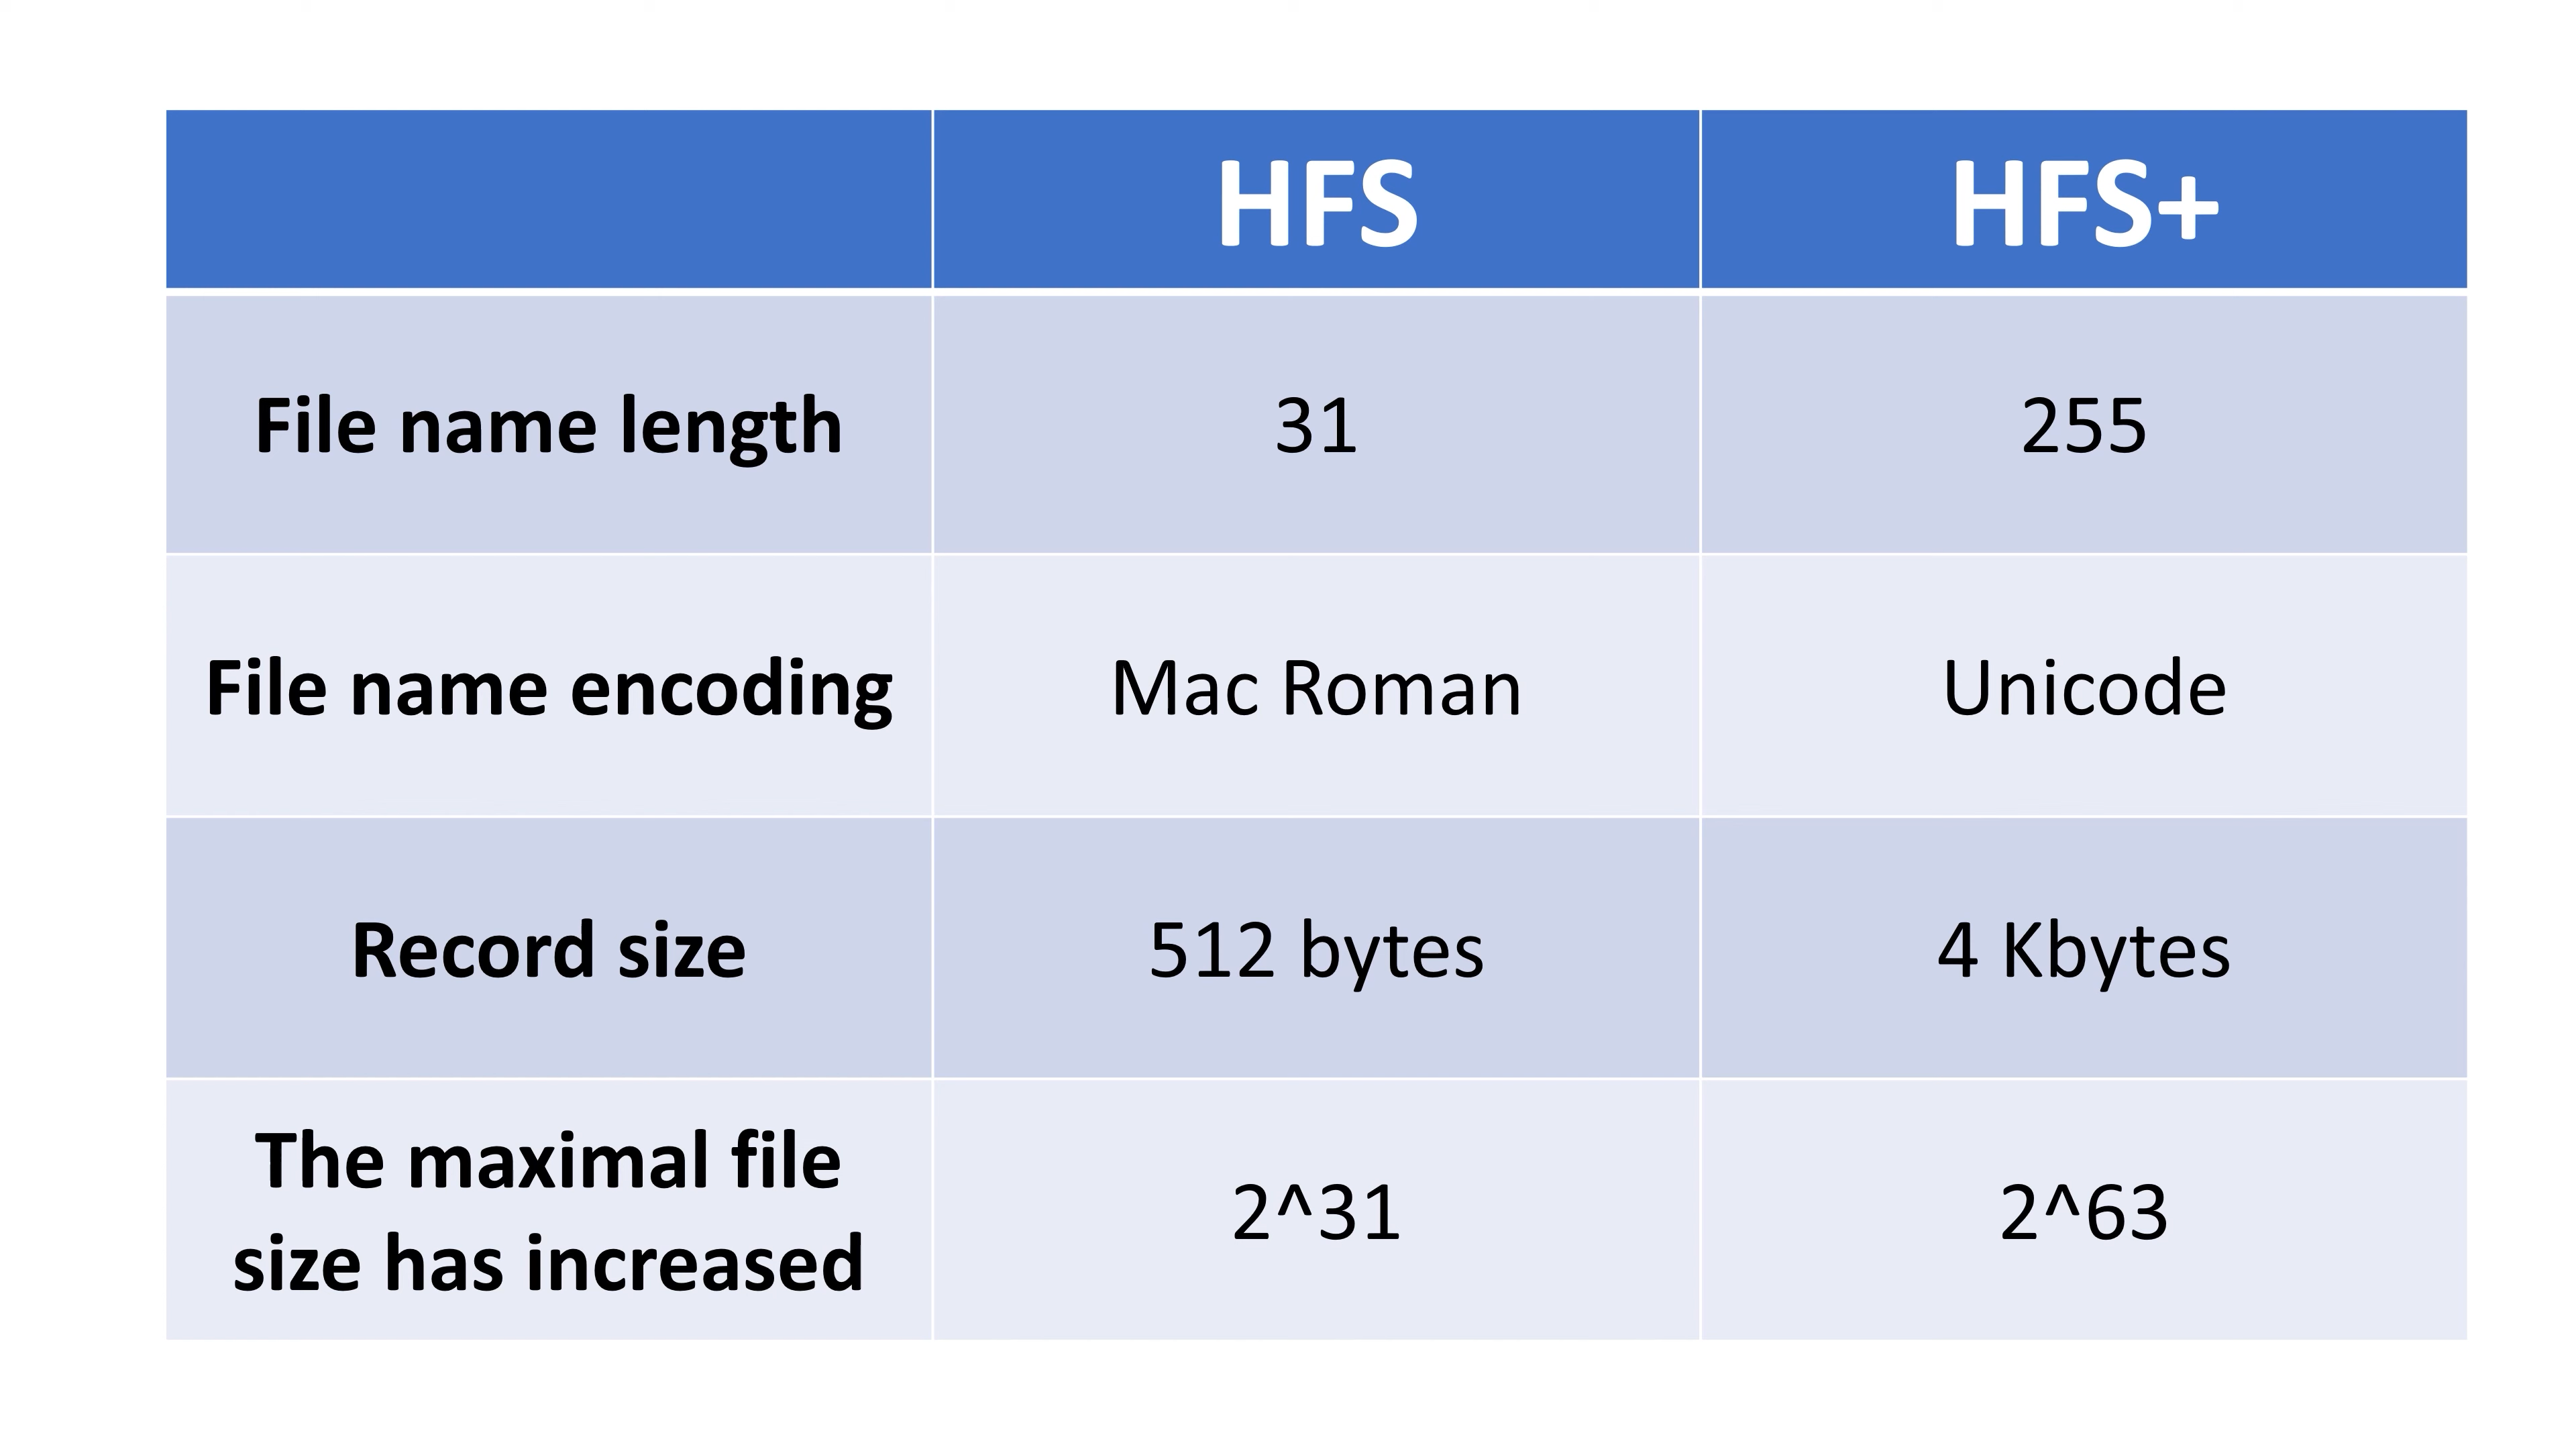 HFS HFS+
File name length 31 255
File name encoding Mac Roman Unicode
Record size 512 bytes 4 Kbytes
The maximal file
size has increased 2^31 2^63